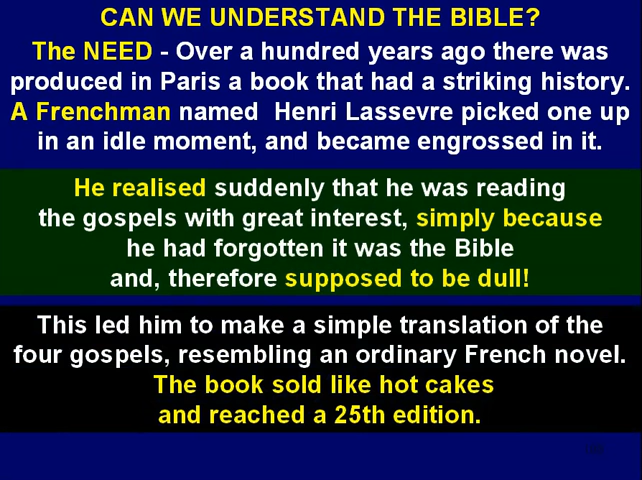 CAN WE UNDERSTAND THE BIBLE?
The NEED - Over a hundred years ago there was
produced in Paris a book that had a striking history.
A Frenchman named Henri Lassevre picked one up
in an idle moment, and became engrossed in it.
He realised suddenly that he was reading
the gospels with great interest, simply because
he had forgotten it was the Bible
and, therefore supposed to be dull!
This led him to make a simple translation of the
four gospels, resembling an ordinary French novel.
The book sold like hot cakes
and reached a 25th edition.